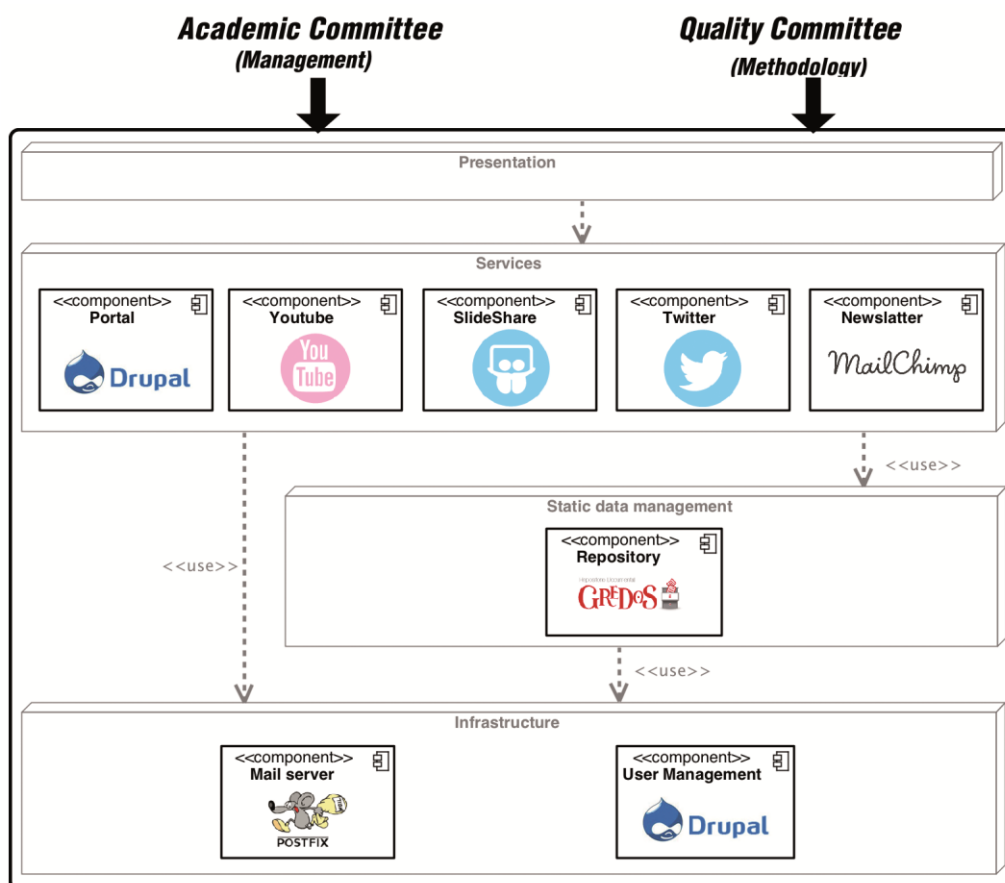 Academic Committee
(Management)
Quality Committee
(Methodology)
Presentation
Services
<<component>>
Portal
Drupal
<<component>>
Youtube
You
Tube
<<component>>
SlideShare
<<component>>
Twitter
<<component>>
Newslatter
MailChimp
<<use>>
Static data management
<<component>>
Repository
GREDOS
<<use>>
<<use>>
Infrastructure
<<component>>
Mail server
POSTFIX
<<component>>
User Management
Drupal